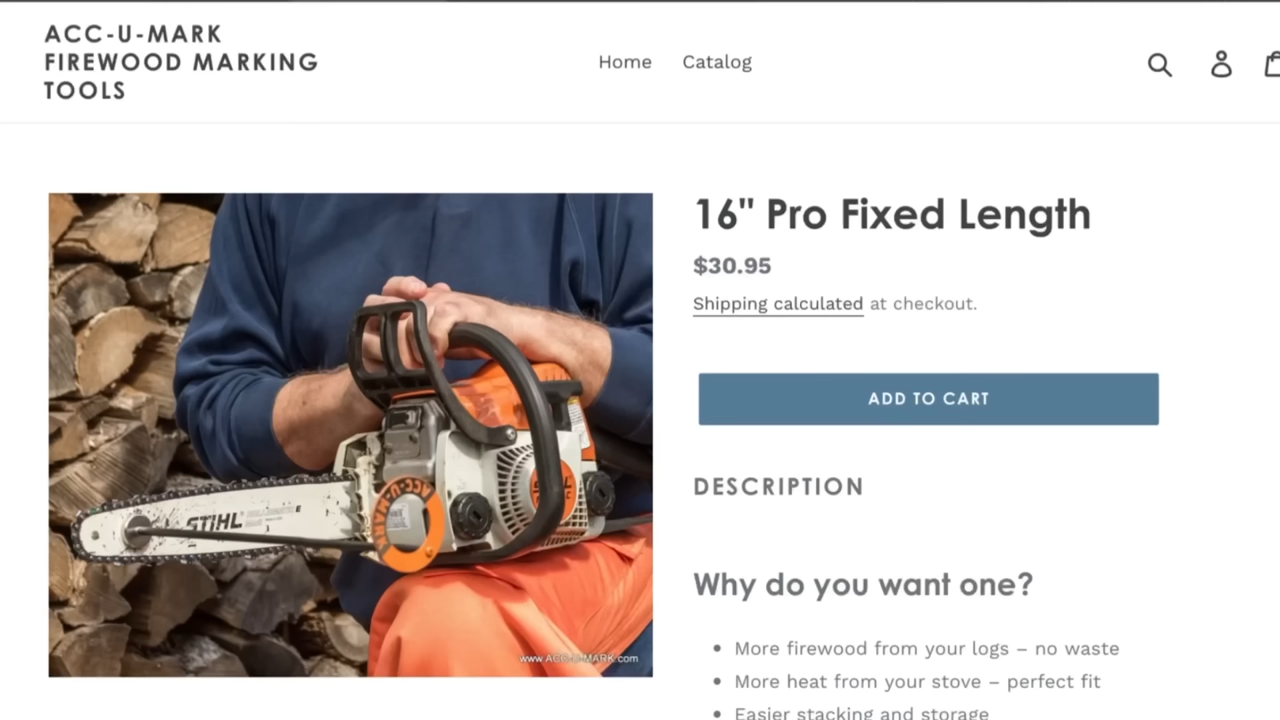 ACC-U-MARK
FIREWOOD MARKING
TOOLS
Home
Catalog
16" Pro Fixed Length
$30.95
Shipping calculated at checkout.
ADD TO CART
DESCRIPTION
Why do you want one?
More firewood from your logs – no waste
More heat from your stove – perfect fit
Easier stacking and storage
STIHL
ACC-U-MARK
STIHL
www.ACC-U-MARK.com